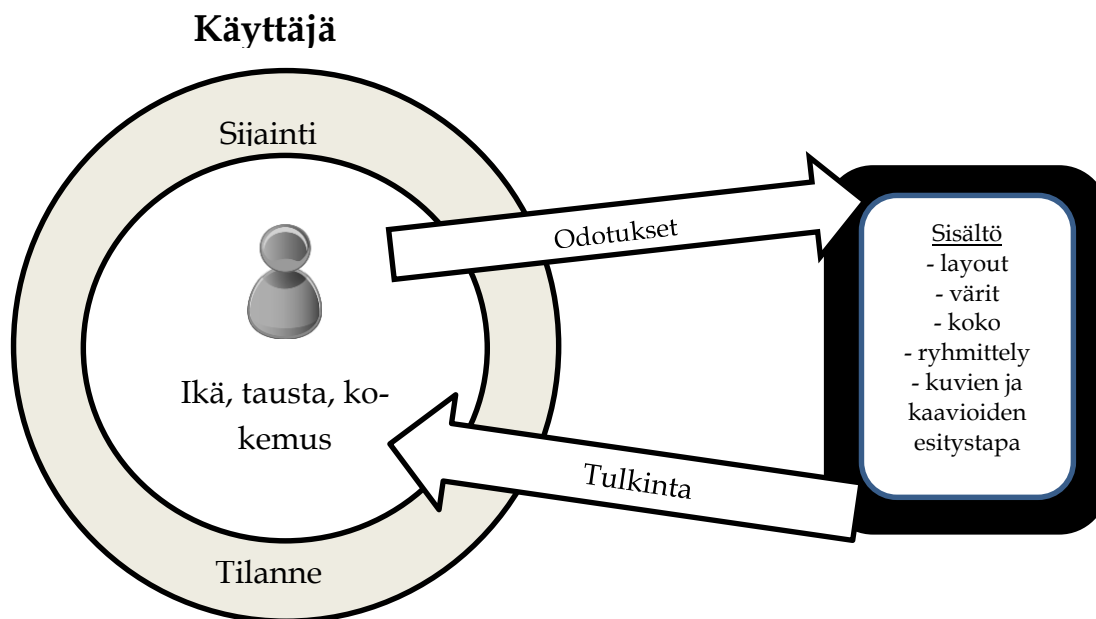 Käyttäjä
Sijainti
Odotukset
Sisältö
- layout
- värit
- koko
- ryhmittely
- kuvien ja
kaavioiden
esitystapa
Ikä, tausta, ko-
kemus
Tulkinta
Tilanne